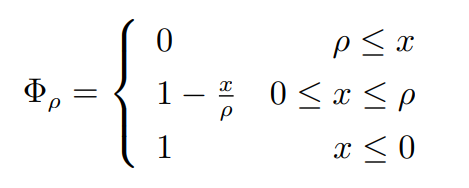 Φ_ρ = { 0    ρ ≤ x
1 − x/ρ    0 ≤ x ≤ ρ
1    x ≤ 0